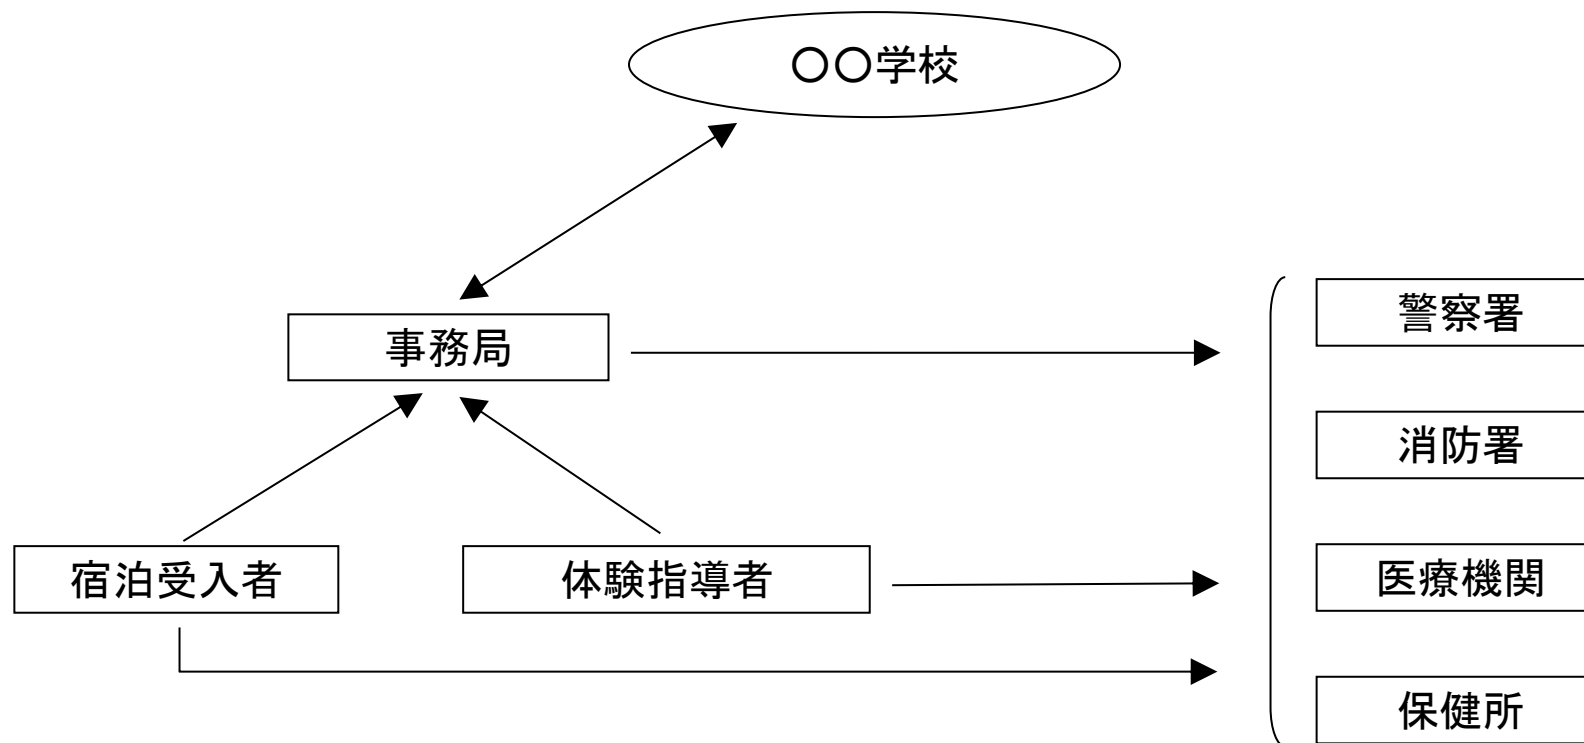 〇〇学校
事務局
警察署
消防署
宿泊受入者
体験指導者
医療機関
保健所